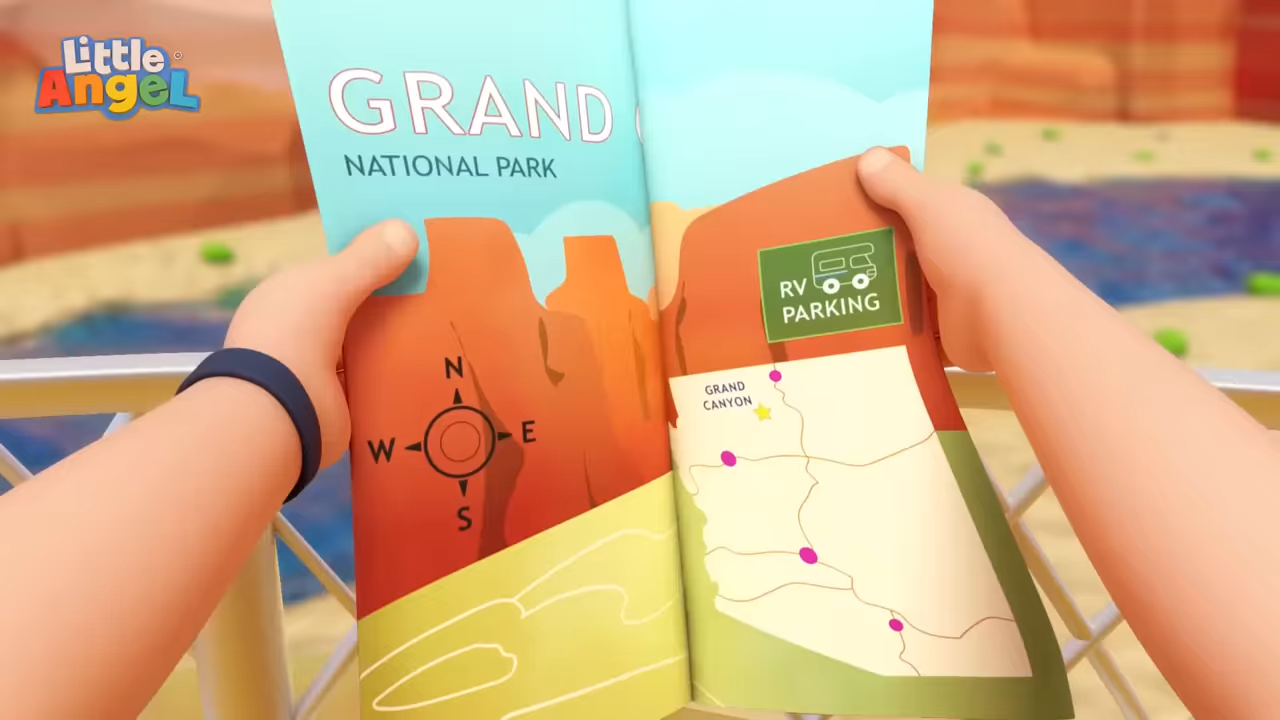 Little
Angel
GRAND
NATIONAL PARK
RV
PARKING
N
W
E
S
GRAND
CANYON